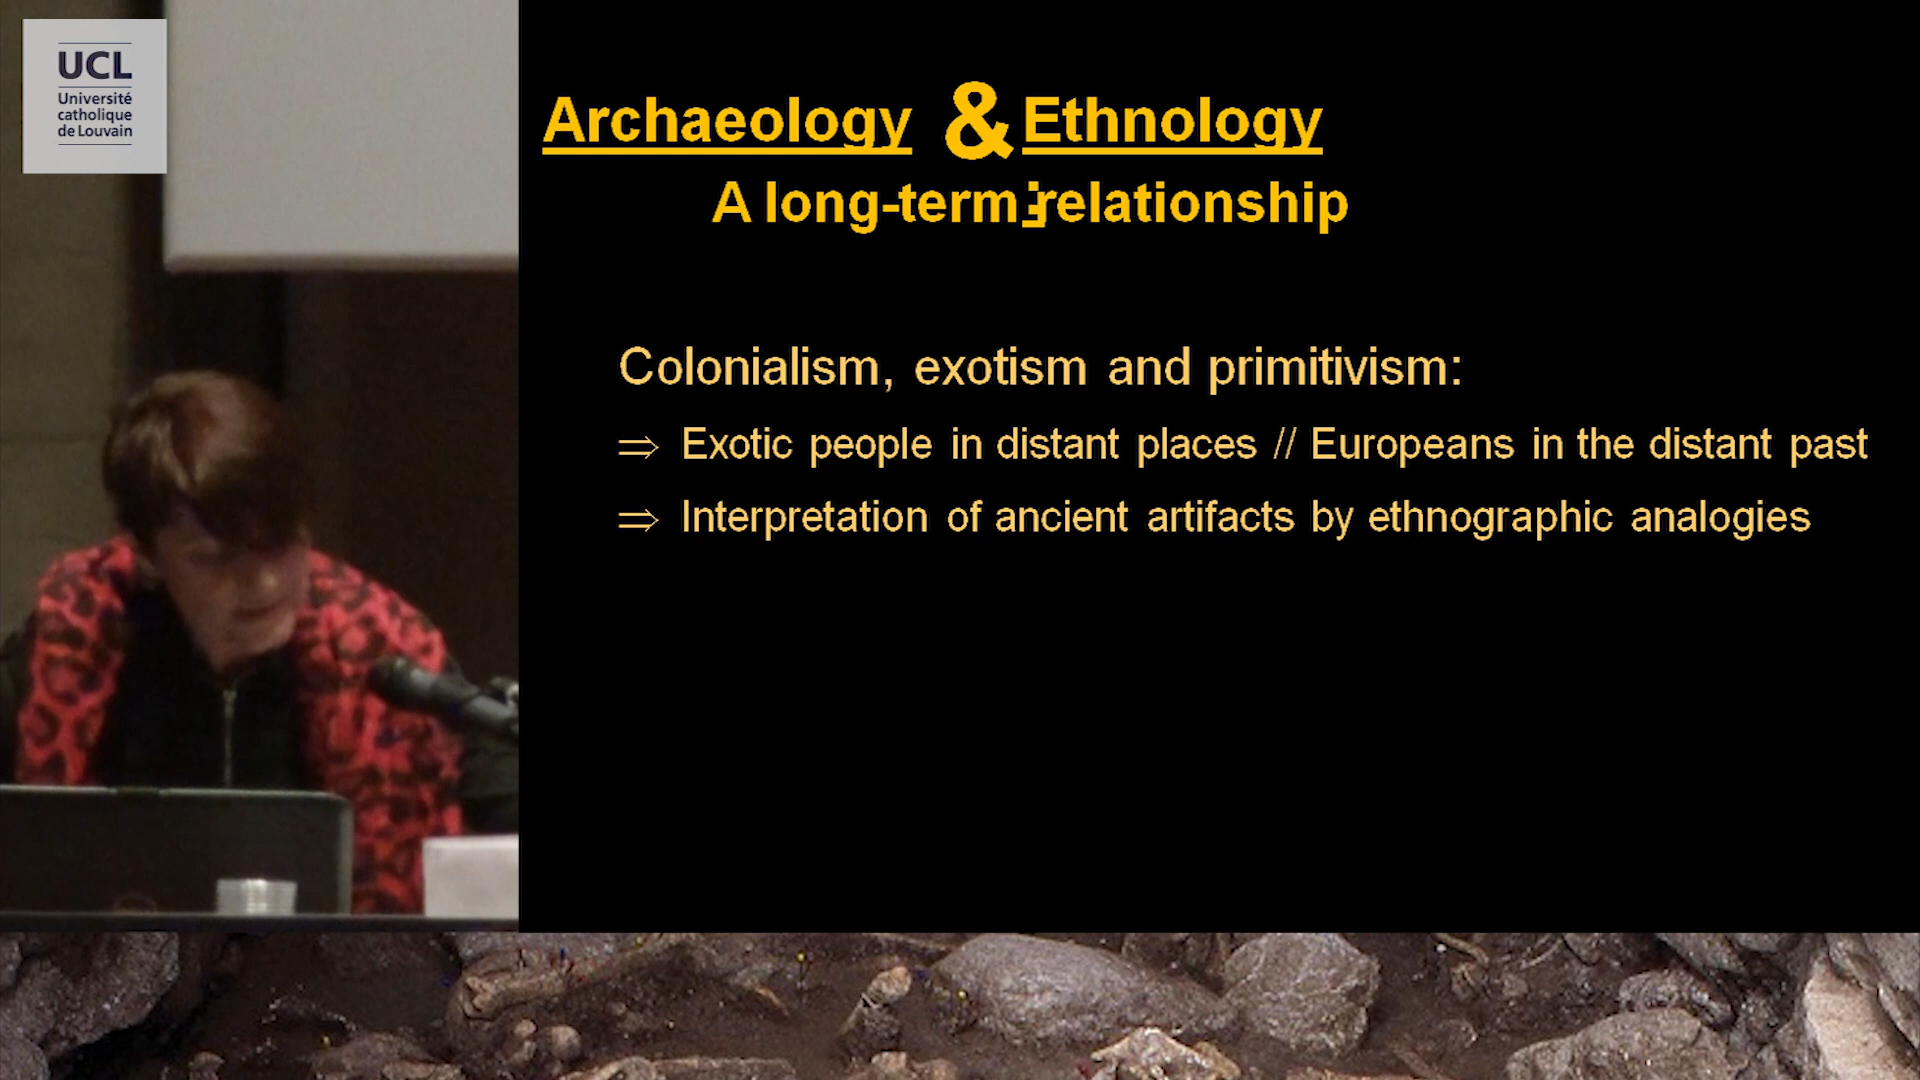 UCL
Université
catholique
de Louvain
Archaeology & Ethnology
A long-term relationship
Colonialism, exotism and primitivism:
⇒ Exotic people in distant places // Europeans in the distant past
⇒ Interpretation of ancient artifacts by ethnographic analogies